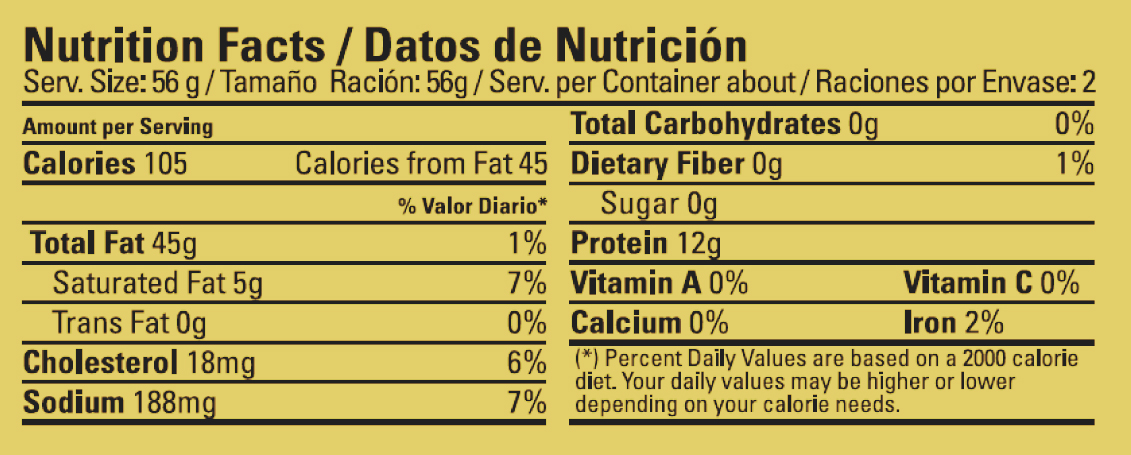 Nutrition Facts / Datos de Nutrición
Serv. Size: 56 g / Tamaño Ración: 56g / Serv. per Container about / Raciones por Envase: 2
Amount per Serving
Calories 105 Calories from Fat 45
% Valor Diario*
Total Fat 45g 1%
Saturated Fat 5g 7%
Trans Fat 0g 0%
Cholesterol 18mg 6%
Sodium 188mg 7%
Total Carbohydrates 0g 0%
Dietary Fiber 0g 1%
Sugar 0g
Protein 12g
Vitamin A 0% Vitamin C 0%
Calcium 0% Iron 2%
(*) Percent Daily Values are based on a 2000 calorie
diet. Your daily values may be higher or lower
depending on your calorie needs.